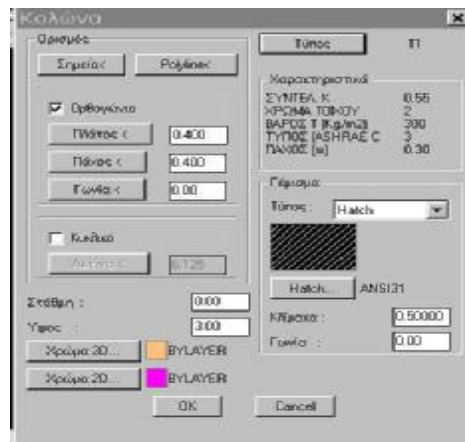 Κολώνα
Ορισμός
Σημεία< Polyline<
Ορθογώνιο
Πλάτος < 0.400
Πάχος < 0.400
Γωνία < 0.00
Κυκλικό
Ακτίνα < 0.125
Στάθμη : 0.00
Υψος : 3.00
Χρώμα 3D... BYLAYER
Χρώμα 2D... BYLAYER
Τύπος T1
Χαρακτηριστικά
ΣΥΝΤΕΛ. Κ 0.55
ΧΡΩΜΑ ΤΟΙΧΟΥ 2
ΒΑΡΟΣ Τ [Kg/m2] 300
ΤΥΠΟΣ [ASHRAE C 3
ΠΑΧΟΣ [m] 0.30
Γέμισμα
Τύπος : Hatch
Hatch... ANSI31
Κλίμακα : 0.50000
Γωνία : 0.00
OK Cancel